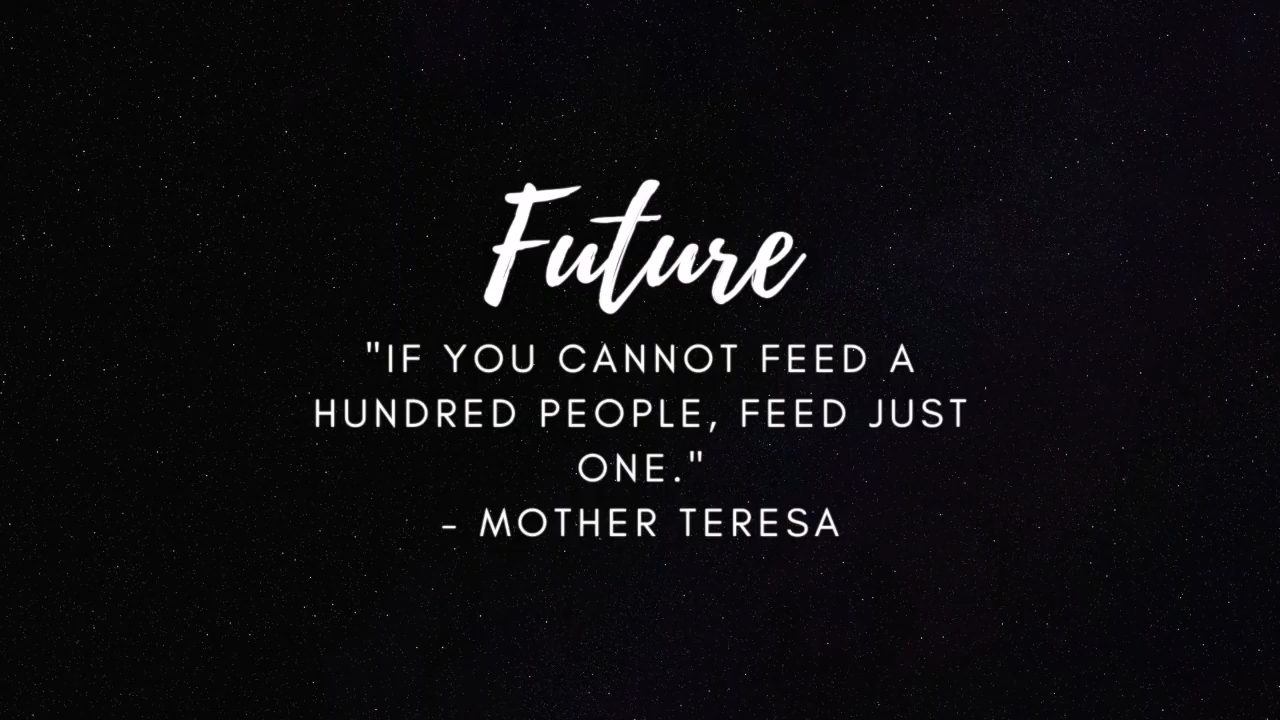 Future
"IF YOU CANNOT FEED A
HUNDRED PEOPLE, FEED JUST
ONE."
- MOTHER TERESA